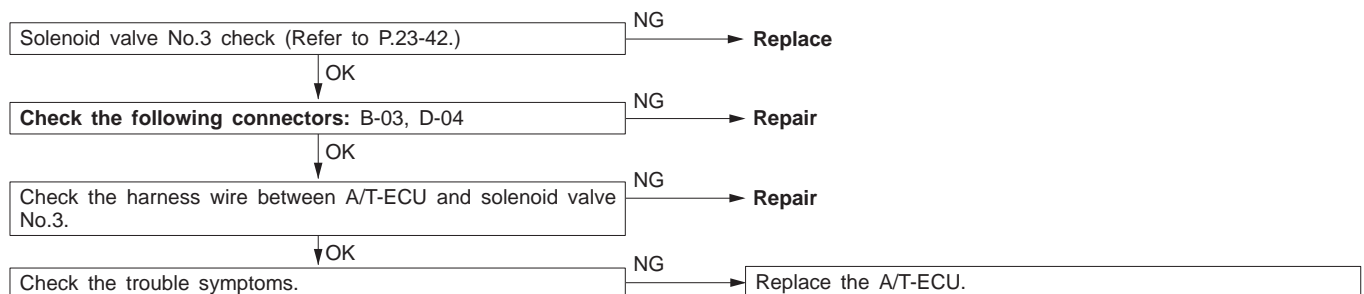 Solenoid valve No.3 check (Refer to P.23-42.)
NG
Replace
OK
Check the following connectors: B-03, D-04
NG
Repair
OK
Check the harness wire between A/T-ECU and solenoid valve
No.3.
NG
Repair
OK
Check the trouble symptoms.
NG
Replace the A/T-ECU.